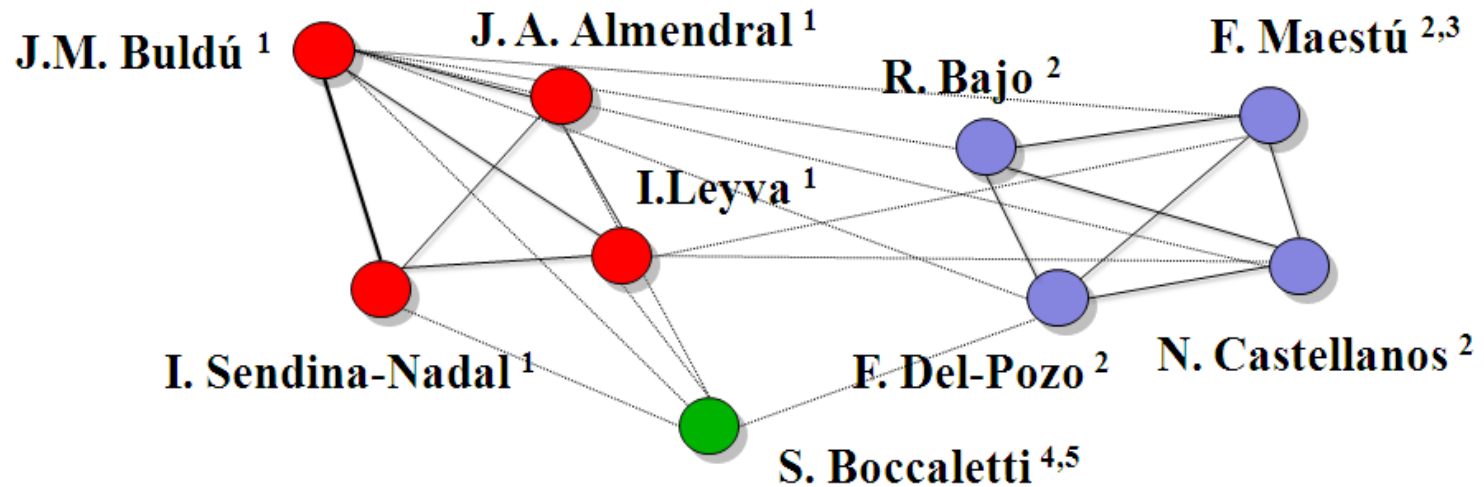 J.M. Buldú 1
J. A. Almendral 1
F. Maestú 2,3
R. Bajo 2
I.Leyva 1
I. Sendina-Nadal 1
F. Del-Pozo 2
N. Castellanos 2
S. Boccaletti 4,5